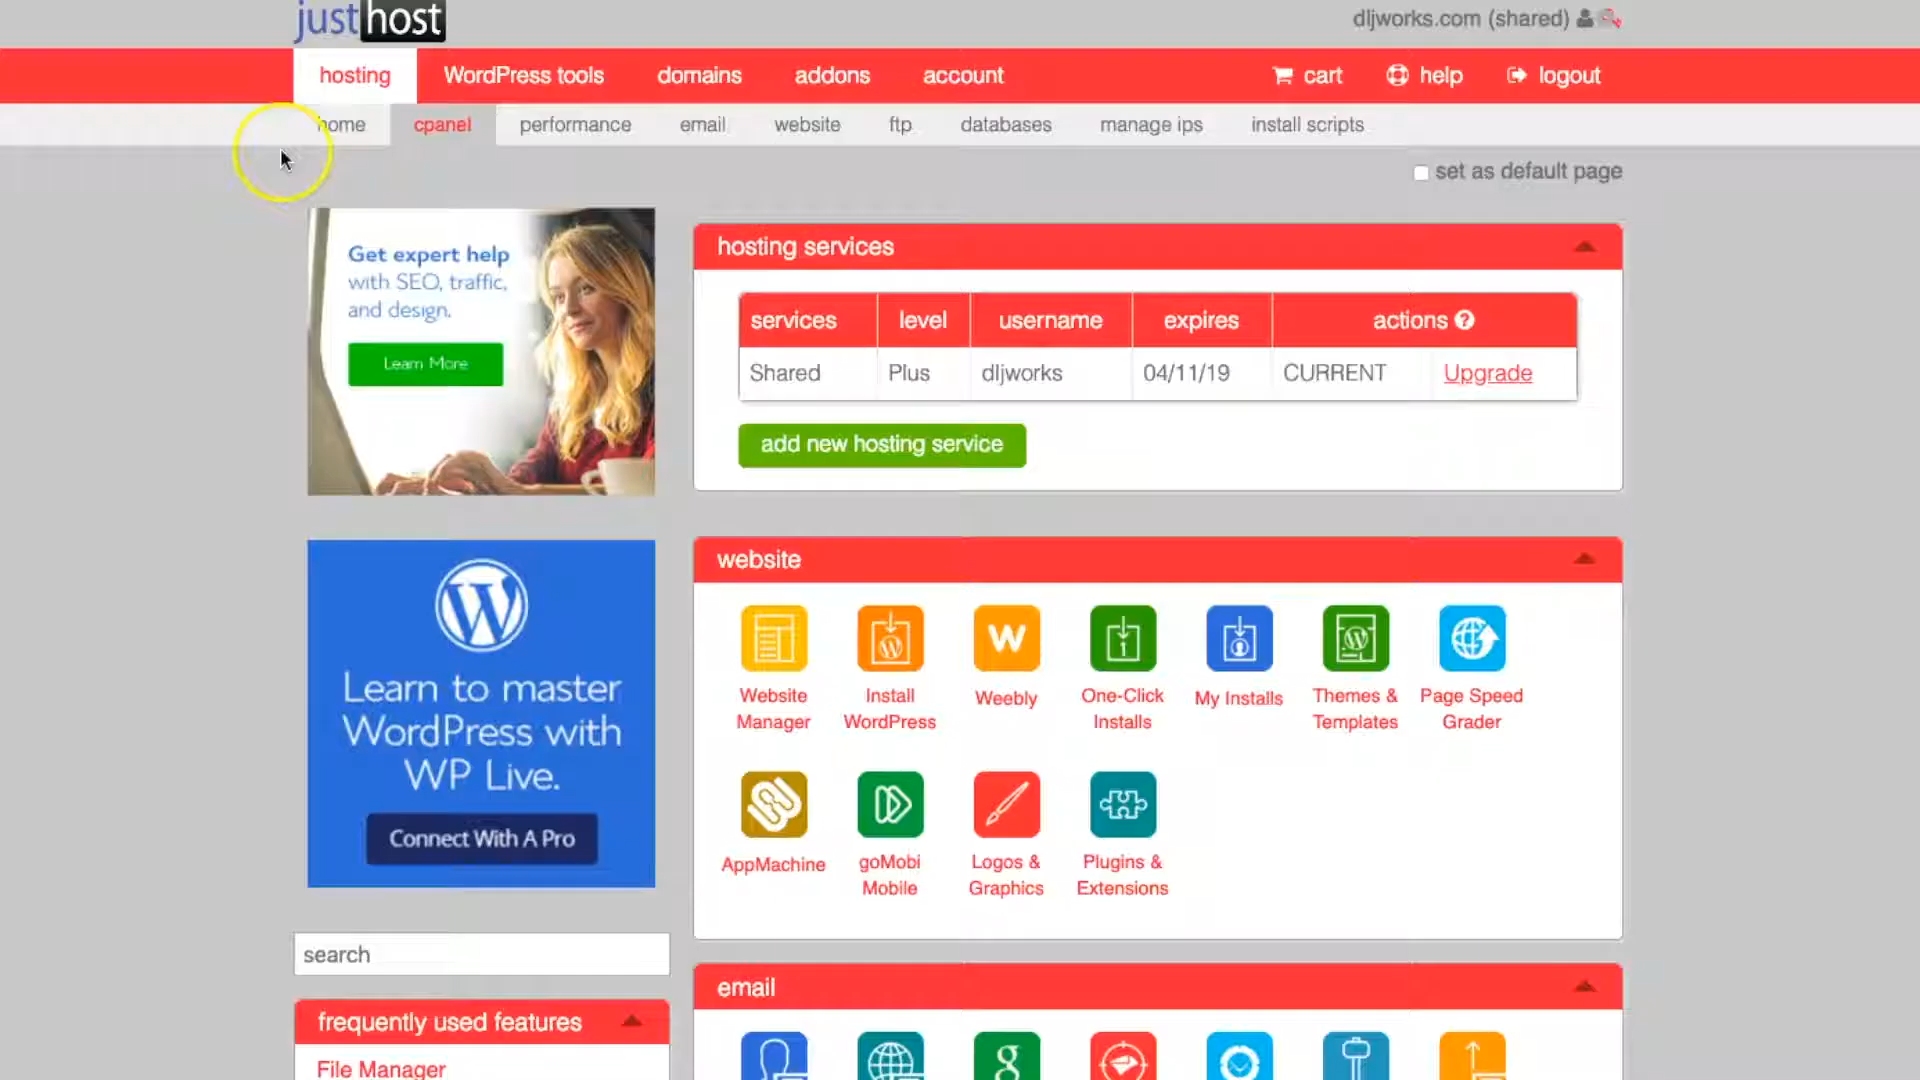 justhost
dljworks.com (shared)
hosting WordPress tools domains addons account cart help logout
home cpanel performance email website ftp databases manage ips install scripts
set as default page
Get expert help
with SEO, traffic,
and design.
Learn More
hosting services
services level username expires actions ?
Shared Plus dljworks 04/11/19 CURRENT Upgrade
add new hosting service
Learn to master
WordPress with
WP Live.
Connect With A Pro
website
Website
Manager
Install
WordPress
Weebly
One-Click
Installs
My Installs
Themes &
Templates
Page Speed
Grader
AppMachine
goMobi
Mobile
Logos &
Graphics
Plugins &
Extensions
search
frequently used features
File Manager
email